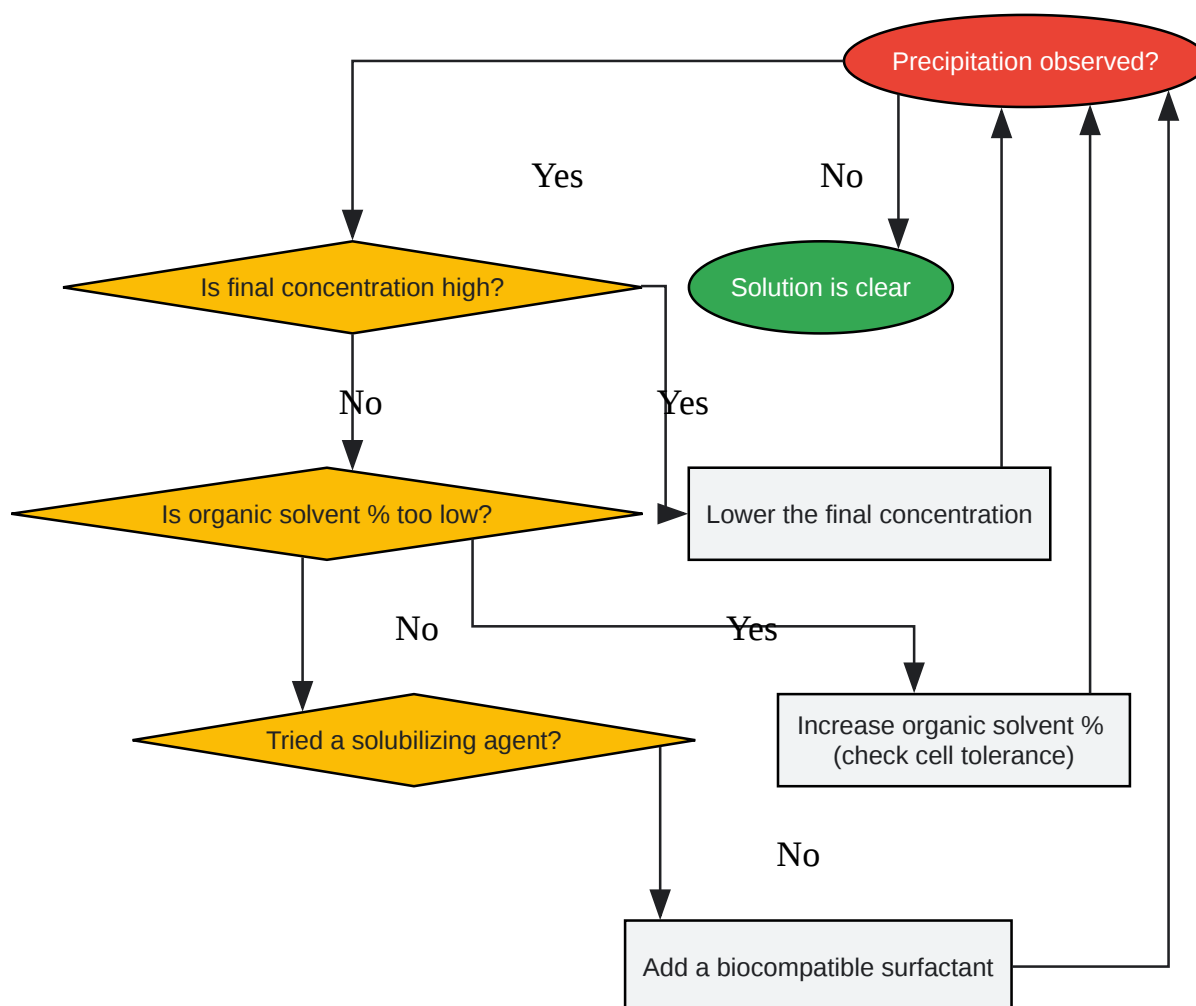 Precipitation observed?
Yes
No
Is final concentration high?
Solution is clear
No
Yes
Is organic solvent % too low?
Lower the final concentration
No
Yes
Tried a solubilizing agent?
Increase organic solvent %
(check cell tolerance)
No
Add a biocompatible surfactant